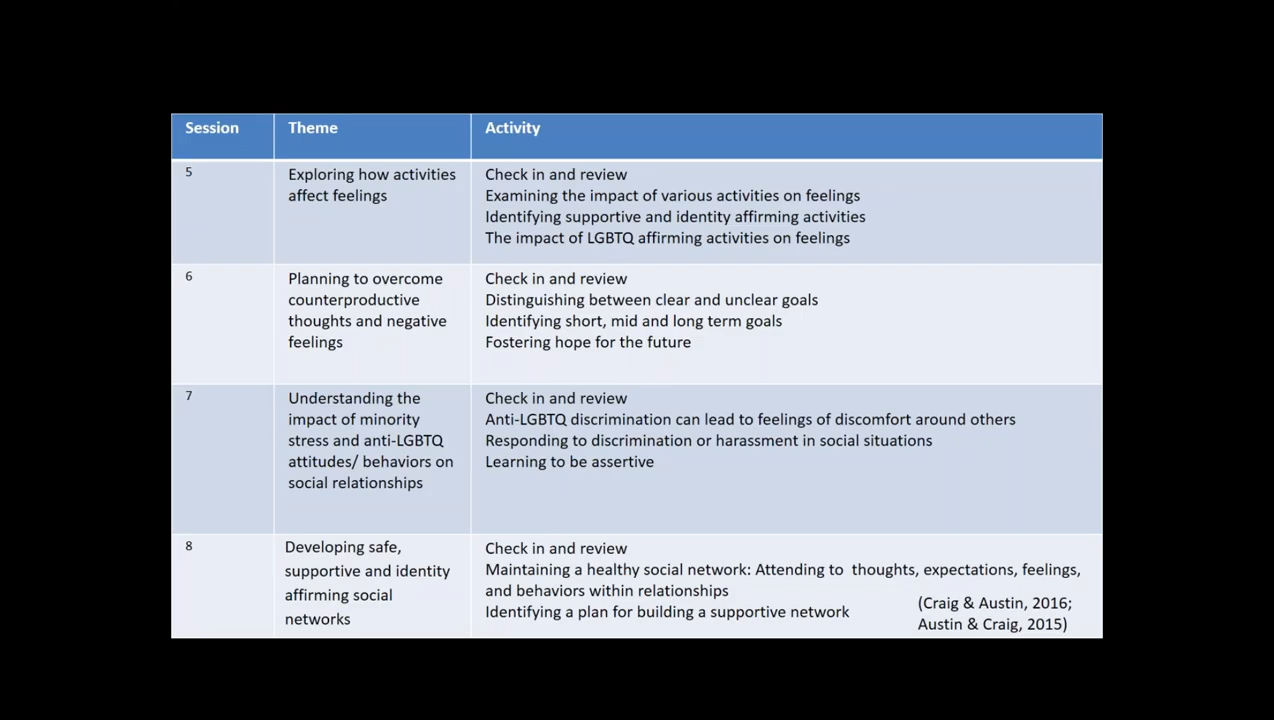 Session Theme Activity
5
Exploring how activities
affect feelings
Check in and review
Examining the impact of various activities on feelings
Identifying supportive and identity affirming activities
The impact of LGBTQ affirming activities on feelings
6
Planning to overcome
counterproductive
thoughts and negative
feelings
Check in and review
Distinguishing between clear and unclear goals
Identifying short, mid and long term goals
Fostering hope for the future
7
Understanding the
impact of minority
stress and anti-LGBTQ
attitudes/ behaviors on
social relationships
Check in and review
Anti-LGBTQ discrimination can lead to feelings of discomfort around others
Responding to discrimination or harassment in social situations
Learning to be assertive
8
Developing safe,
supportive and identity
affirming social
networks
Check in and review
Maintaining a healthy social network: Attending to thoughts, expectations, feelings,
and behaviors within relationships
Identifying a plan for building a supportive network
(Craig & Austin, 2016;
Austin & Craig, 2015)